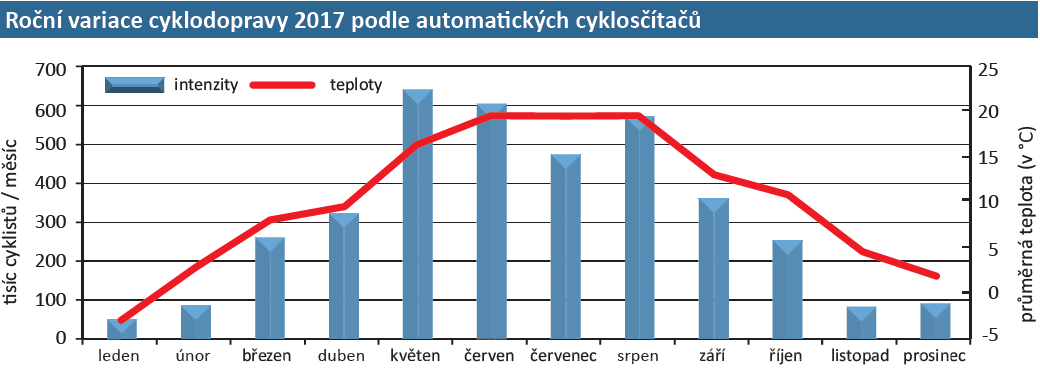 Roční variace cyklodopravy 2017 podle automatických cyklosčítačů
intenzity
teploty
tisíc cyklistů / měsíc
700
600
500
400
300
200
100
0
průměrná teplota (v °C)
25
20
15
10
5
0
-5
leden únor březen duben květen červen červenec srpen září říjen listopad prosinec